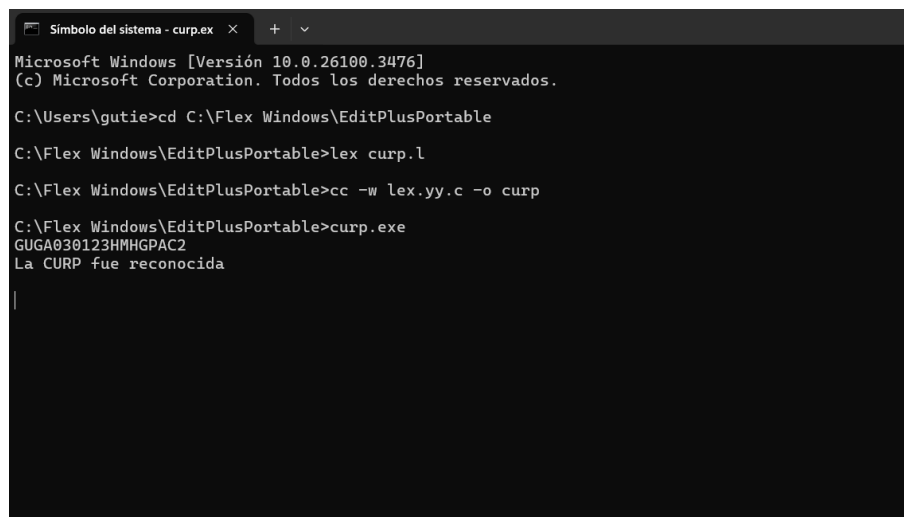 Símbolo del sistema - curp.ex
Microsoft Windows [Versión 10.0.26100.3476]
(c) Microsoft Corporation. Todos los derechos reservados.
C:\Users\gutie>cd C:\Flex Windows\EditPlusPortable
C:\Flex Windows\EditPlusPortable>lex curp.l
C:\Flex Windows\EditPlusPortable>cc -w lex.yy.c -o curp
C:\Flex Windows\EditPlusPortable>curp.exe
GUGA030123HMHGPAC2
La CURP fue reconocida